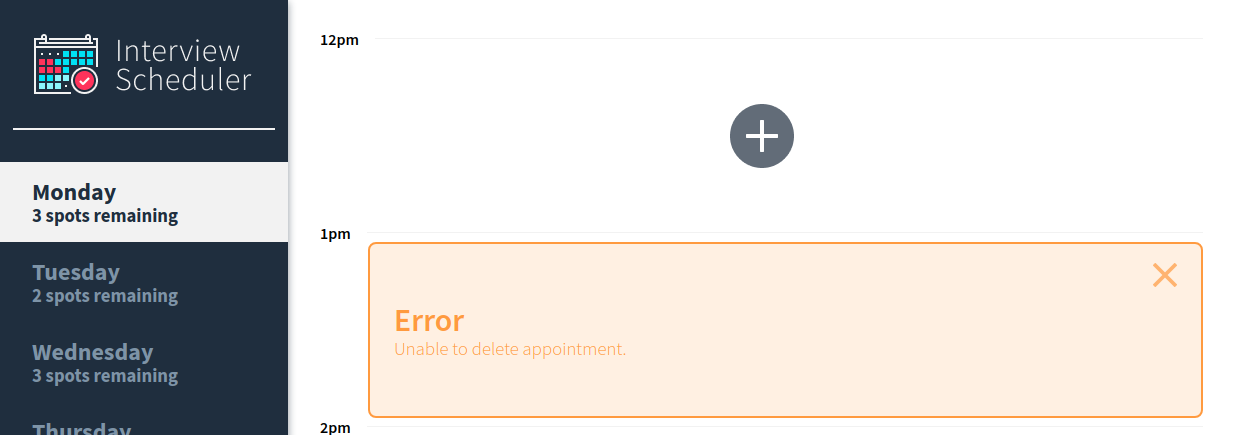 Interview
Scheduler
Monday
3 spots remaining
Tuesday
2 spots remaining
Wednesday
3 spots remaining
Thursday
12pm
1pm
Error
Unable to delete appointment.
2pm